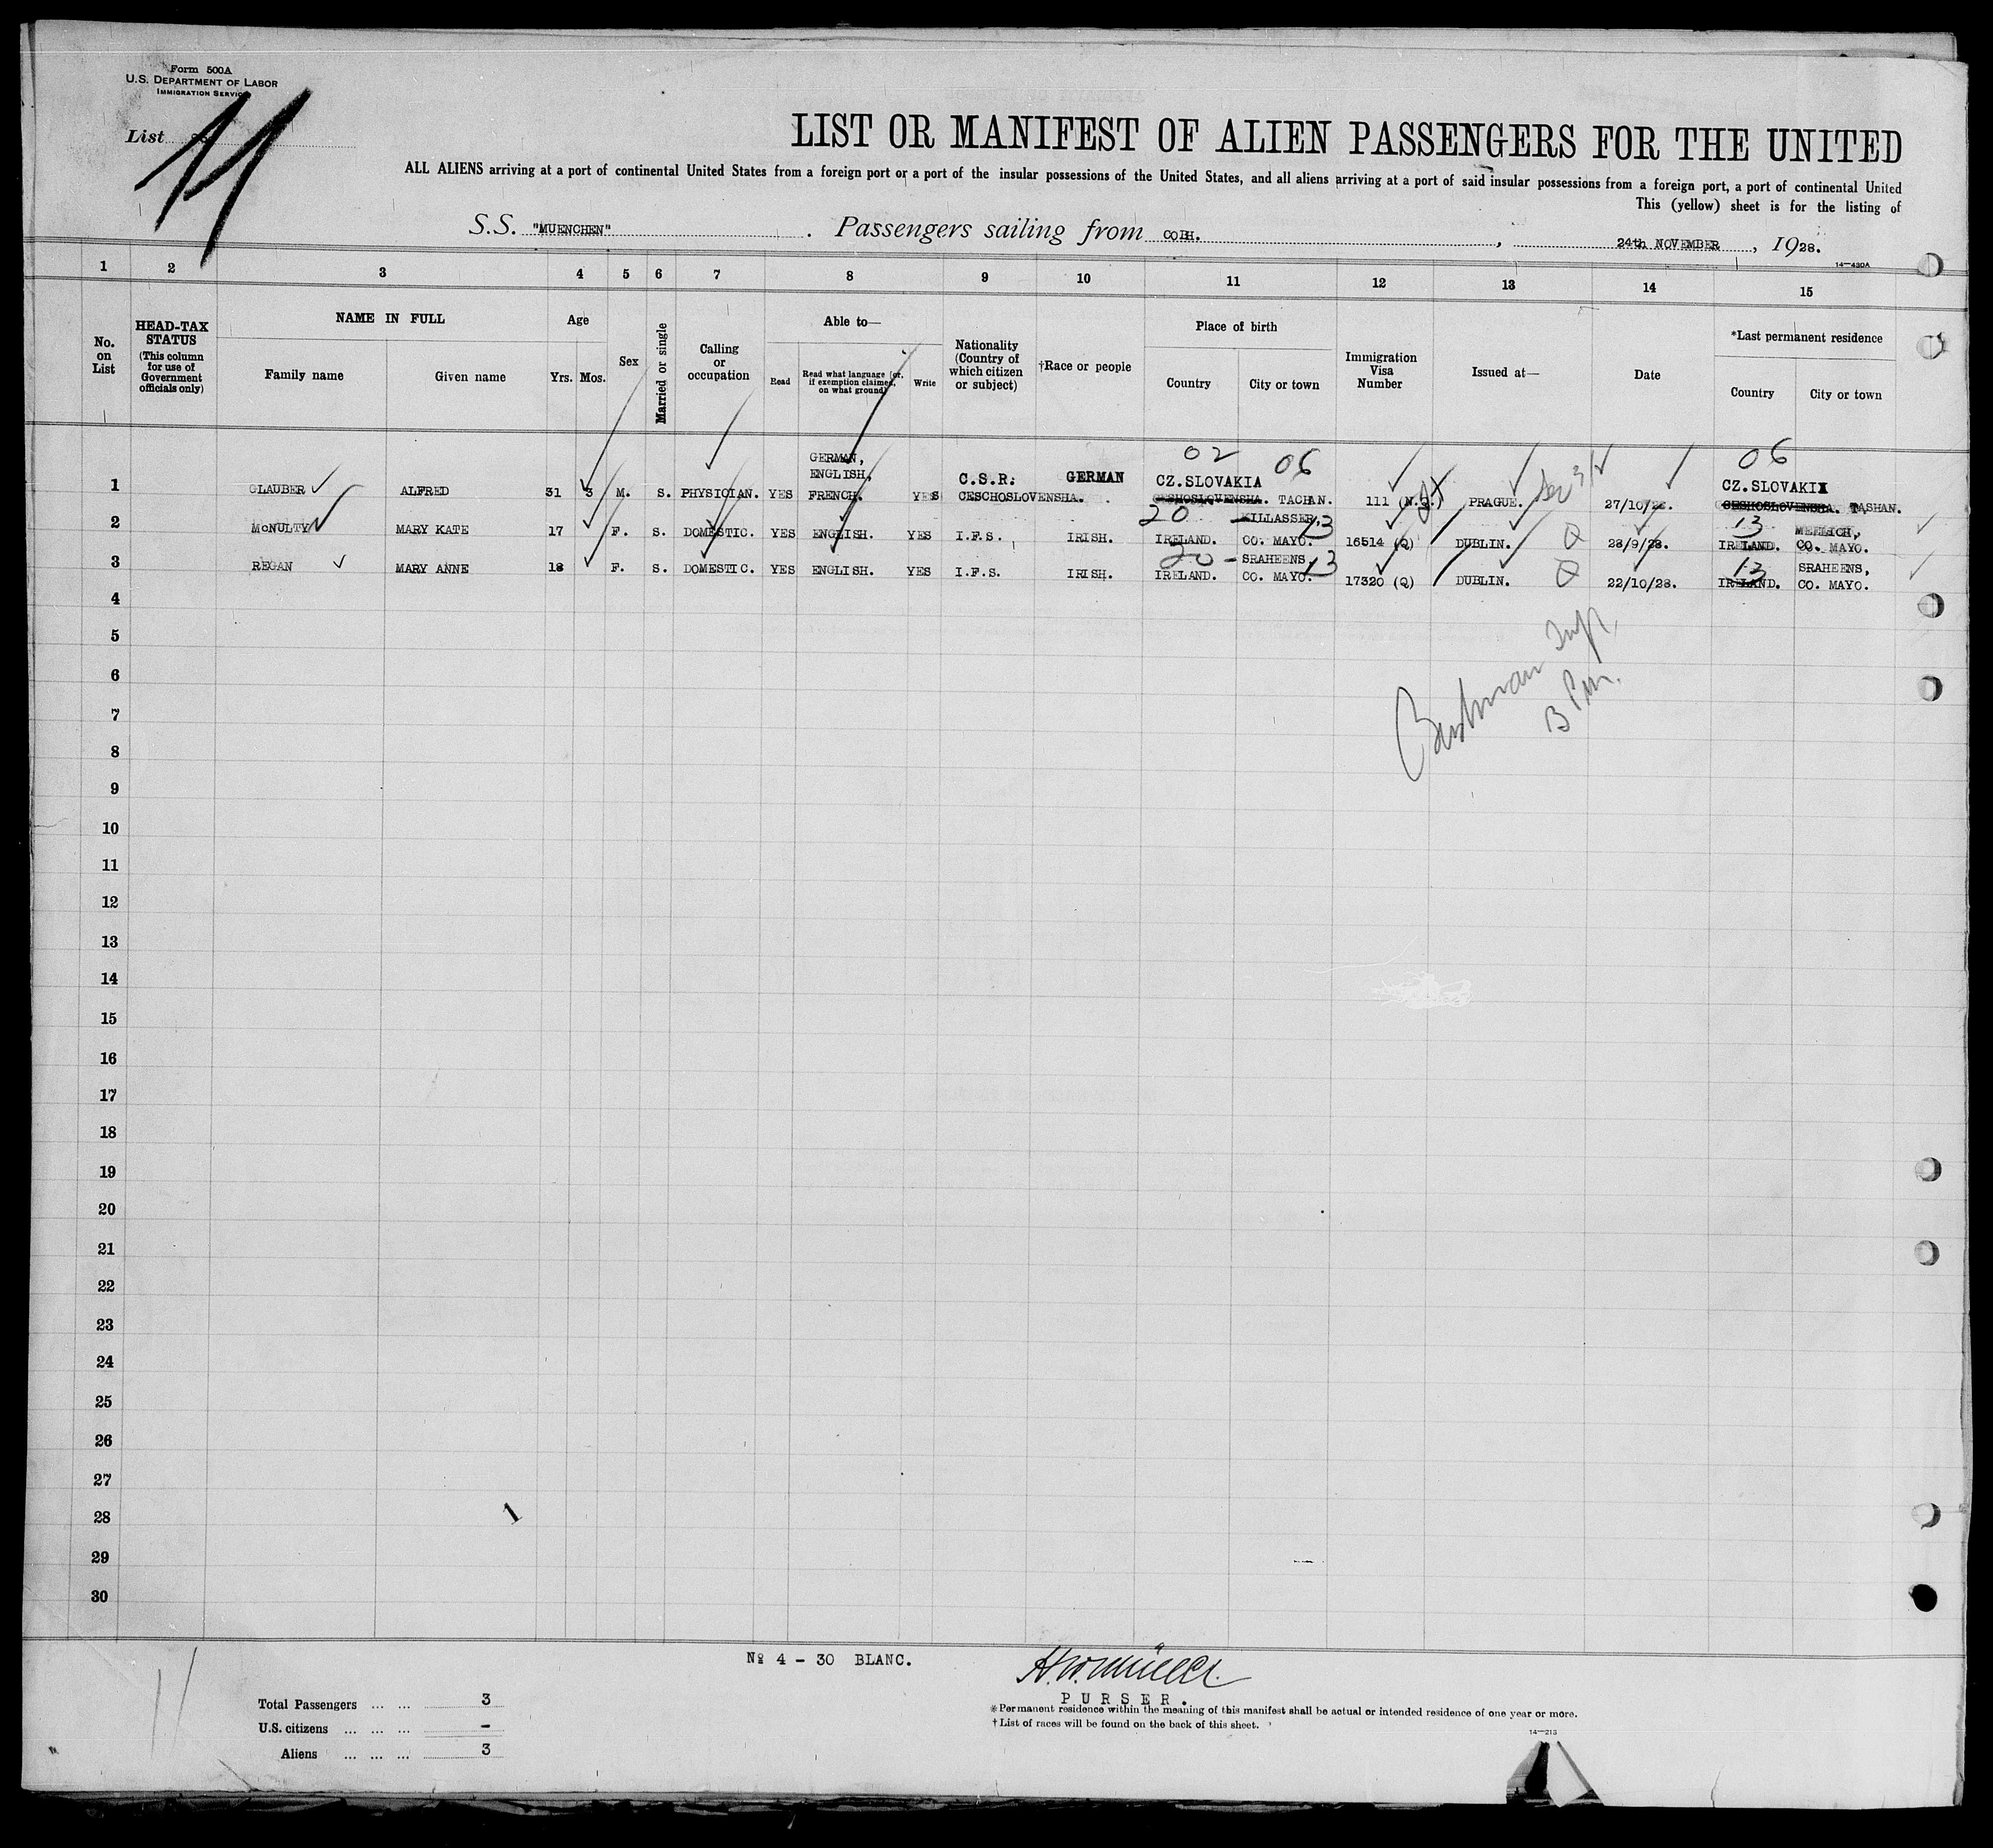 Form 500A
U.S. DEPARTMENT OF LABOR
IMMIGRATION SERVICE
List
11
LIST OR MANIFEST OF ALIEN PASSENGERS FOR THE UNITED
ALL ALIENS arriving at a port of continental United States from a foreign port or a port of the insular possessions of the United States, and all aliens arriving at a port of said insular possessions from a foreign port, a port of continental United
This (yellow) sheet is for the listing of
S.S. "MUENCHEN" . Passengers sailing from COBH. , 24th NOVEMBER , 1928.
14—430A
1 2 3 4 5 6 7 8 9 10 11 12 13 14 15
No. on List
HEAD-TAX STATUS
(This column for use of Government officials only)
NAME IN FULL
Family name Given name
Age
Yrs. Mos.
Sex
Married or single
Calling or occupation
Able to—
Read Read what language [or, if exemption claimed, on what ground] Write
Nationality (Country of which citizen or subject)
†Race or people
Place of birth
Country City or town
Immigration Visa Number
Issued at—
Date
*Last permanent residence
Country City or town
02 06 06
GERMAN,
ENGLISH, C.S.R. GERMAN CZ.SLOVAKIA CZ.SLOVAKIA
1 GLAUBER ALFRED 31 3 M. S. PHYSICIAN. YES FRENCH. YES CESCHOSLOVENSHA. CESHOSLOVENSHA. TACHAN. 111 PRAGUE. 27/10/28. CESHOSLOVENSHA. TASHAN.
20 KILLASSER, 13 13
2 McNULTY MARY KATE 17 F. S. DOMESTIC. YES ENGLISH. YES I.F.S. IRISH. IRELAND. CO. MAYO. 16514 (Q) DUBLIN. 28/9/28. IRELAND. CO. MAYO.
20 SRAHEENS, 13 13 SRAHEENS,
3 REGAN MARY ANNE 18 F. S. DOMESTIC. YES ENGLISH. YES I.F.S. IRISH. IRELAND. CO. MAYO. 17320 (Q) DUBLIN. 22/10/28. IRELAND. CO. MAYO.
4
5
6
7
8
9
10
11
12
13
14
15
16
17
18
19
20
21
22
23
24
25
26
27
28
29
30
11
№ 4 - 30 BLANC.
PURSER.
Total Passengers ... ... 3
U.S. citizens ... ... ... -
Aliens ... ... ... 3
*Permanent residence within the meaning of this manifest shall be actual or intended residence of one year or more.
†List of races will be found on the back of this sheet.
14—213